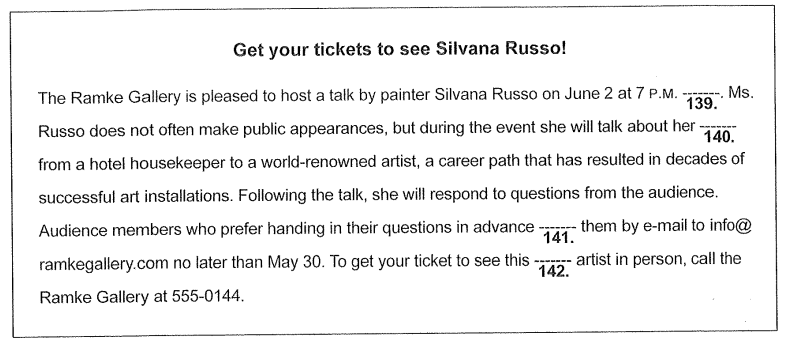 Get your tickets to see Silvana Russo!
The Ramke Gallery is pleased to host a talk by painter Silvana Russo on June 2 at 7 P.M. -------. Ms.
139.
Russo does not often make public appearances, but during the event she will talk about her -------
140.
from a hotel housekeeper to a world-renowned artist, a career path that has resulted in decades of
successful art installations. Following the talk, she will respond to questions from the audience.
Audience members who prefer handing in their questions in advance ------- them by e-mail to info@
141.
ramkegallery.com no later than May 30. To get your ticket to see this ------- artist in person, call the
142.
Ramke Gallery at 555-0144.